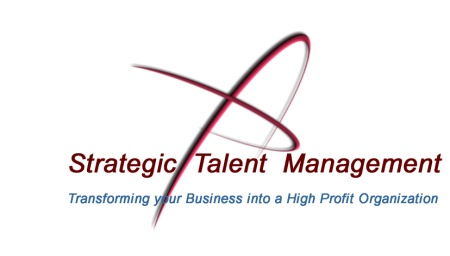 Strategic Talent Management
Transforming your Business into a High Profit Organization